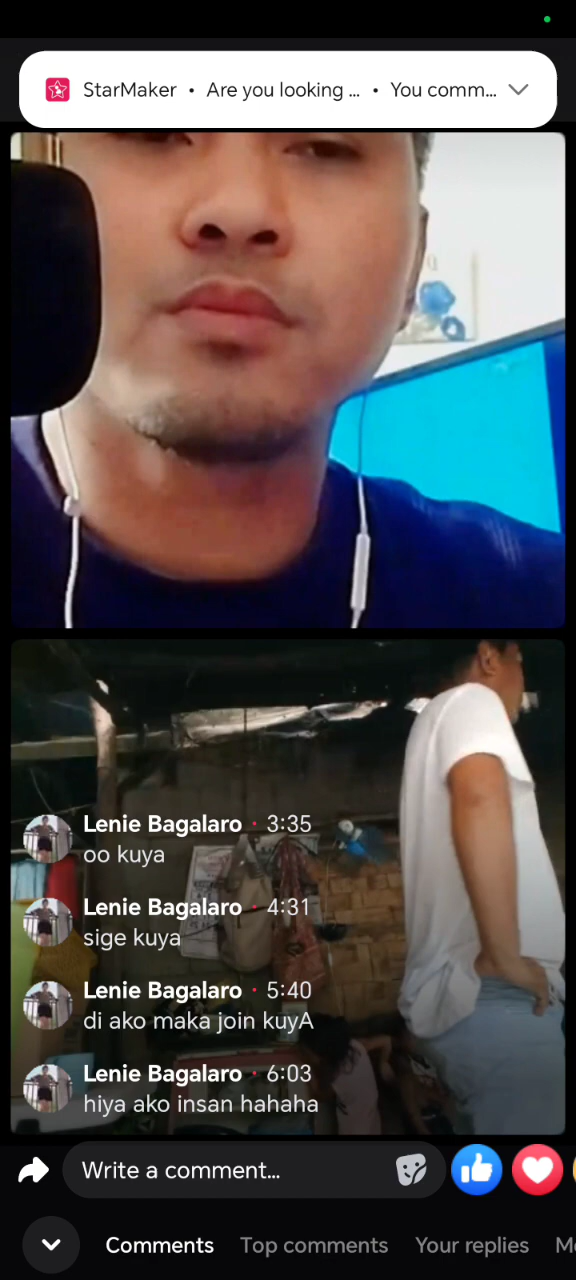 StarMaker • Are you looking ... • You comm...
Lenie Bagalaro · 3:35
oo kuya
Lenie Bagalaro · 4:31
sige kuya
Lenie Bagalaro · 5:40
di ako maka join kuyA
Lenie Bagalaro · 6:03
hiya ako insan hahaha
Write a comment...
Comments Top comments Your replies